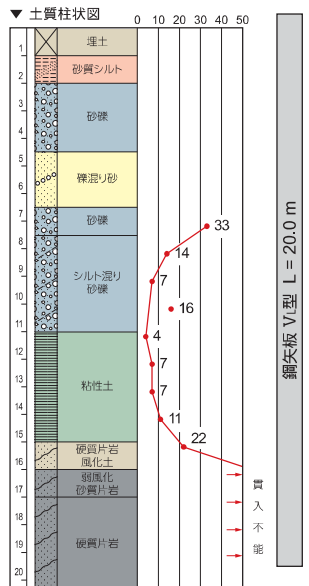 ▼ 土質柱状図
0 10 20 30 40 50
1
埋土
2
砂質シルト
3
砂礫
4
5
礫混り砂
6
7
砂礫
33
8
14
9
シルト混り
砂礫
7
10
16
11
4
12
7
13
粘性土
7
14
11
15
22
硬質片岩
風化土
16
弱風化
砂質片岩
17
18
硬質片岩
19
20
貫入不能
鋼矢板 VL型 L = 20.0 m